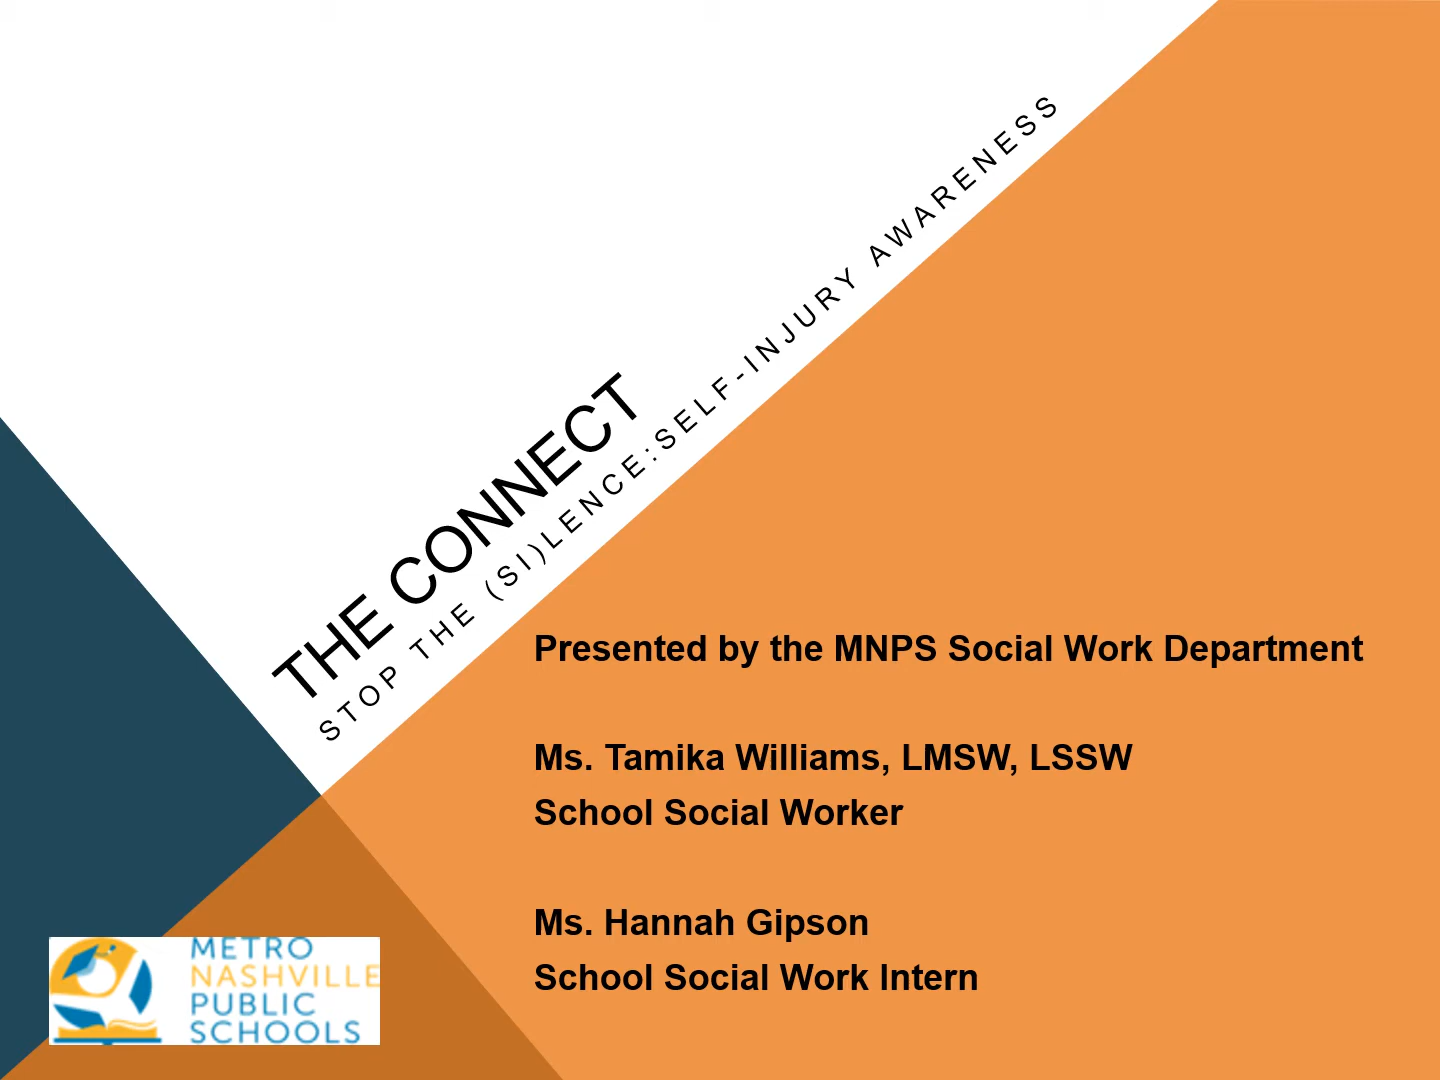 THE CONNECT
STOP THE (SI)LENCE:SELF-INJURY AWARENESS
Presented by the MNPS Social Work Department
Ms. Tamika Williams, LMSW, LSSW
School Social Worker
Ms. Hannah Gipson
School Social Work Intern
METRO
NASHVILLE
PUBLIC
SCHOOLS